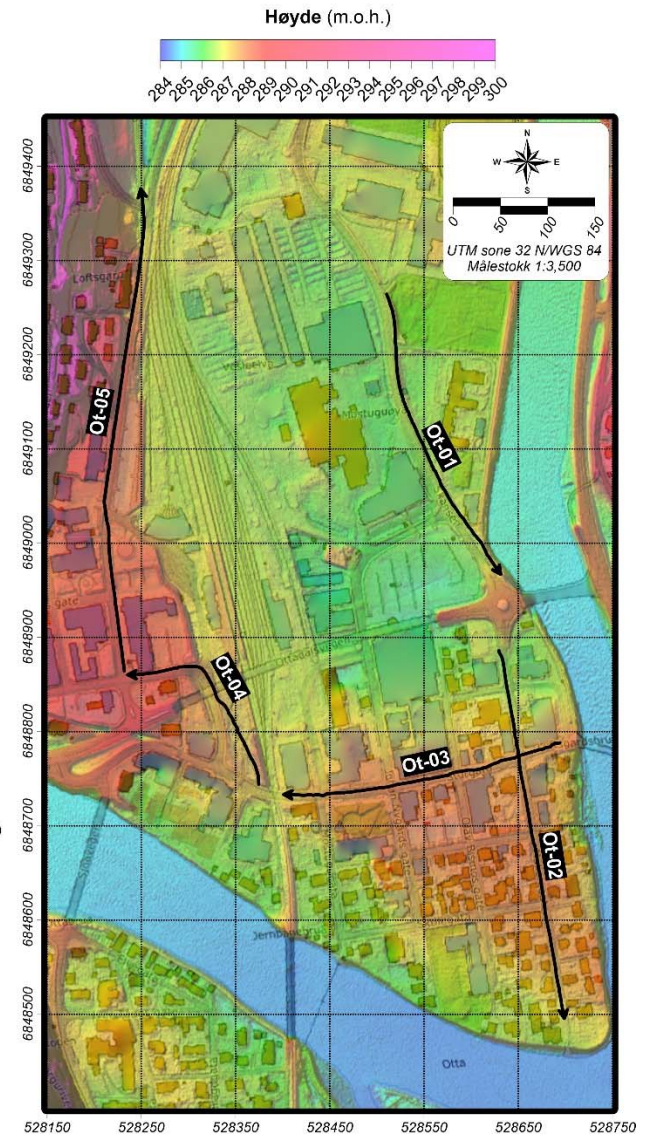 Høyde (m.o.h.)
284 285 286 287 288 289 290 291 292 293 294 295 296 297 298 299 300
N
W E
S
0 50 100 150
UTM sone 32 N/WGS 84
Målestokk 1:3,500
6849400
6849300
Loftsgard
6849200
Ot-05
6849100
Ot-01
6849000
gate
6848900
Ot-04
6848800
Ot-03
6848700
Ot-02
6848600
6848500
Otta
528150 528250 528350 528450 528550 528650 528750